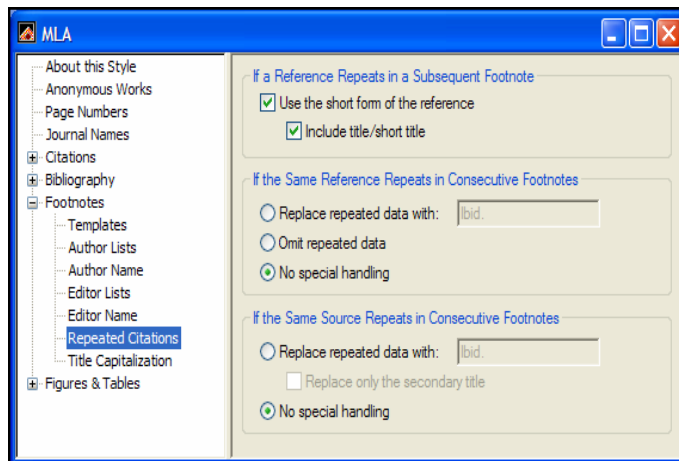 MLA
About this Style
Anonymous Works
Page Numbers
Journal Names
Citations
Bibliography
Footnotes
Templates
Author Lists
Author Name
Editor Lists
Editor Name
Repeated Citations
Title Capitalization
Figures & Tables
If a Reference Repeats in a Subsequent Footnote
Use the short form of the reference
Include title/short title
If the Same Reference Repeats in Consecutive Footnotes
Replace repeated data with: Ibid.
Omit repeated data
No special handling
If the Same Source Repeats in Consecutive Footnotes
Replace repeated data with: Ibid.
Replace only the secondary title
No special handling